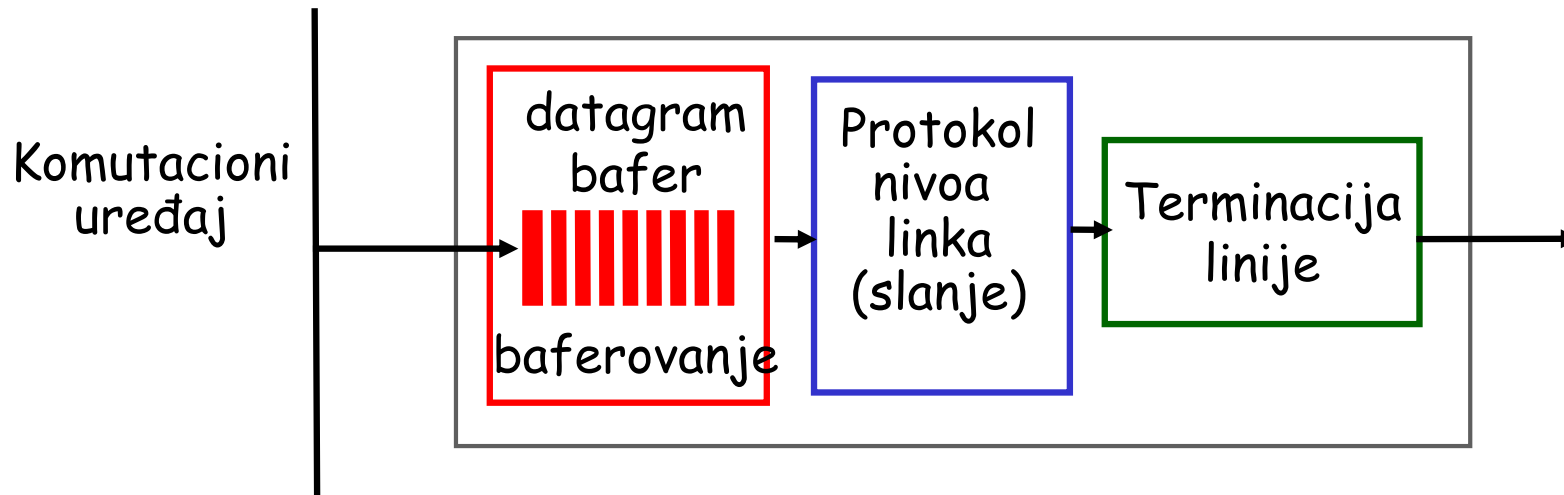 Komutacioni
uređaj
datagram
bafer
baferovanje
Protokol
nivoa
linka
(slanje)
Terminacija
linije